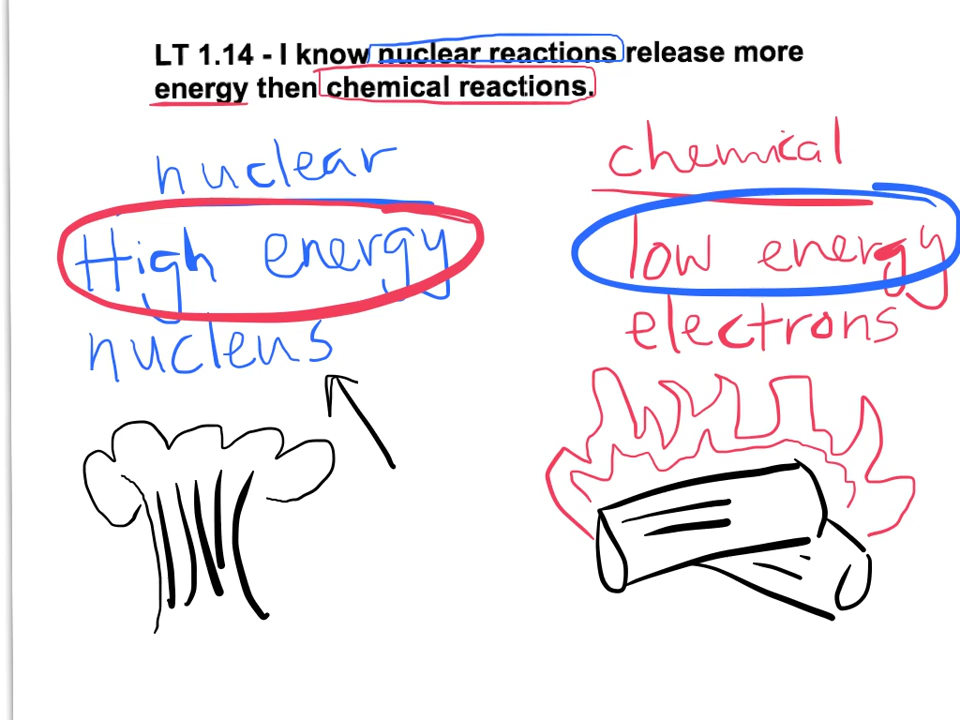 LT 1.14 - I know nuclear reactions release more
energy then chemical reactions.
nuclear
High energy
nucleus
chemical
low energy
electrons